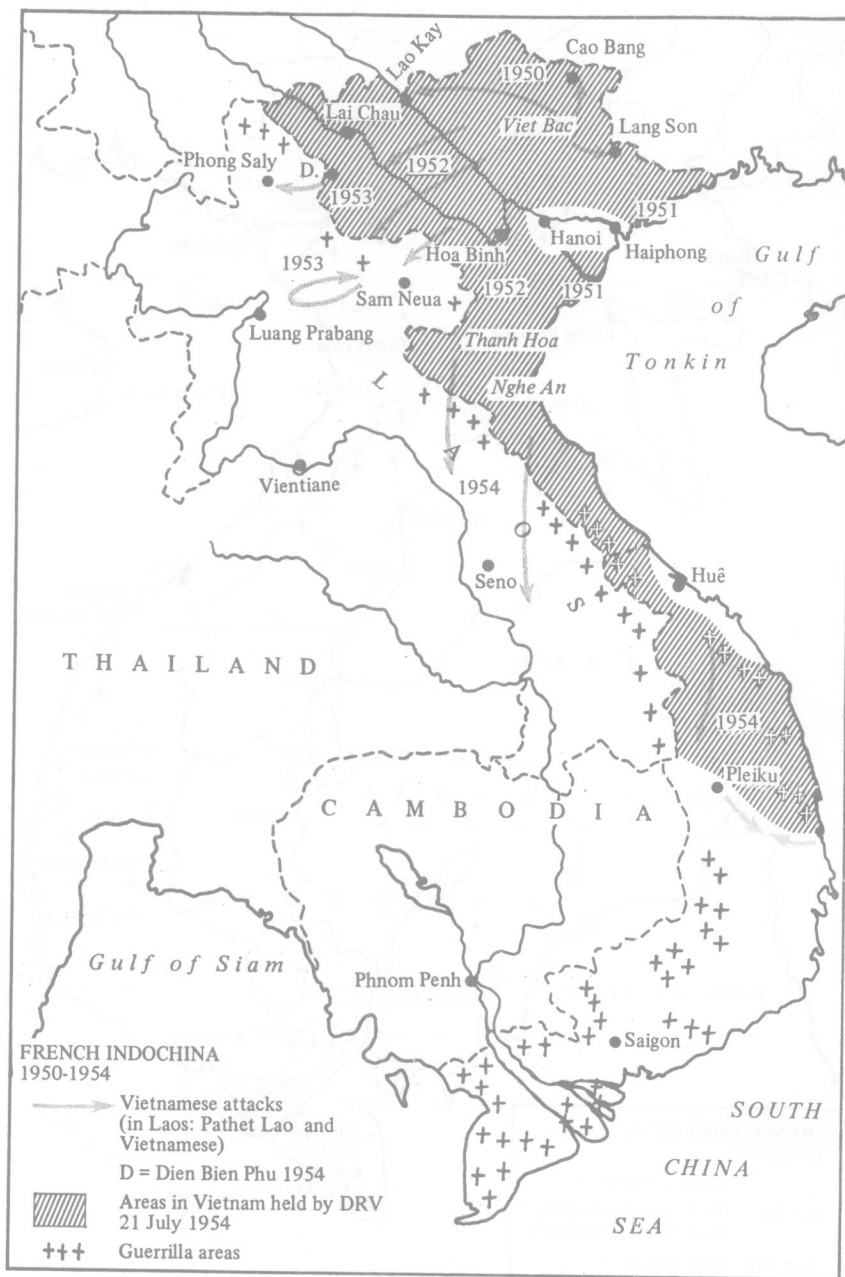 Lao Kay
Cao Bang
1950
Lai Chau
Viet Bac
Lang Son
Phong Saly
D.
1952
1953
1951
Hanoi
Hoa Binh
Haiphong
Gulf
1953
1952
1951
of
Sam Neua
Luang Prabang
Thanh Hoa
Tonkin
Nghe An
L A O S
Vientiane
1954
Seno
Huê
THAILAND
1954
Pleiku
CAMBODIA
Gulf of Siam
Phnom Penh
Saigon
FRENCH INDOCHINA
1950-1954
Vietnamese attacks
(in Laos: Pathet Lao and
Vietnamese)
D = Dien Bien Phu 1954
Areas in Vietnam held by DRV
21 July 1954
+++ Guerrilla areas
SOUTH
CHINA
SEA